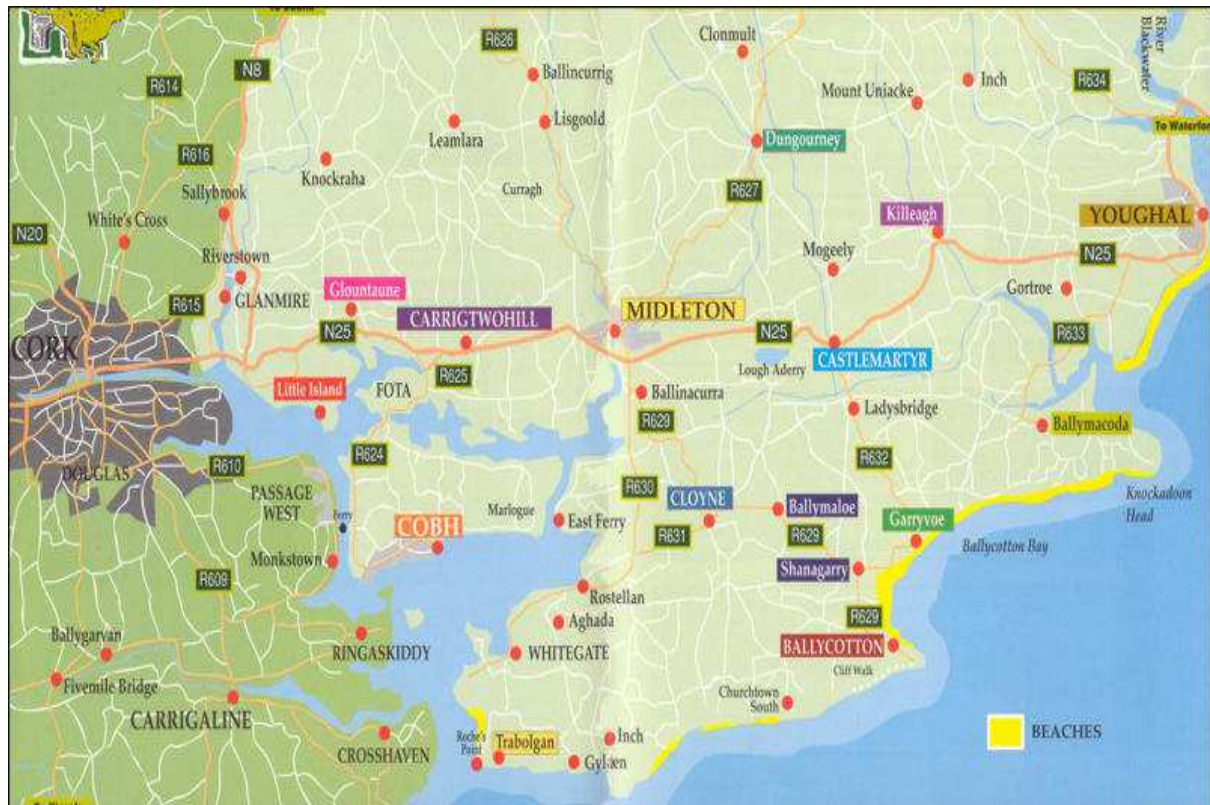 R626
Clonmult
River
Blackwater
N8
R614
Ballincurrig
Inch
R634
Mount Uniacke
Leamlara
Lisgoold
To Waterfor
Dungourney
R616
Knockraha
Sallybrook
Curragh
R627
White's Cross
Killeagh
YOUGHAL
N20
Mogeely
Riverstown
N25
R615
GLANMIRE
Glountaune
Gortroe
CARRIGTWOHILL
MIDLETON
N25
N25
R633
CORK
CASTLEMARTYR
Lough Aderry
R625
Little Island
FOTA
Ballinacurra
Ladysbridge
R629
Ballymacoda
R624
R632
R610
DOUGLAS
PASSAGE
WEST
R630
CLOYNE
Knockadoon
Head
Marlogue
Ballymaloe
Ferry
COBH
East Ferry
Garryvoe
R631
R629
Ballycotton Bay
Monkstown
Shanagarry
R609
Rostellan
Aghada
R629
Ballygarvan
RINGASKIDDY
WHITEGATE
BALLYCOTTON
Cliff Walk
Fivemile Bridge
Churchtown
South
CARRIGALINE
BEACHES
Roche's
Point
Trabolgan
Inch
CROSSHAVEN
Gyleen